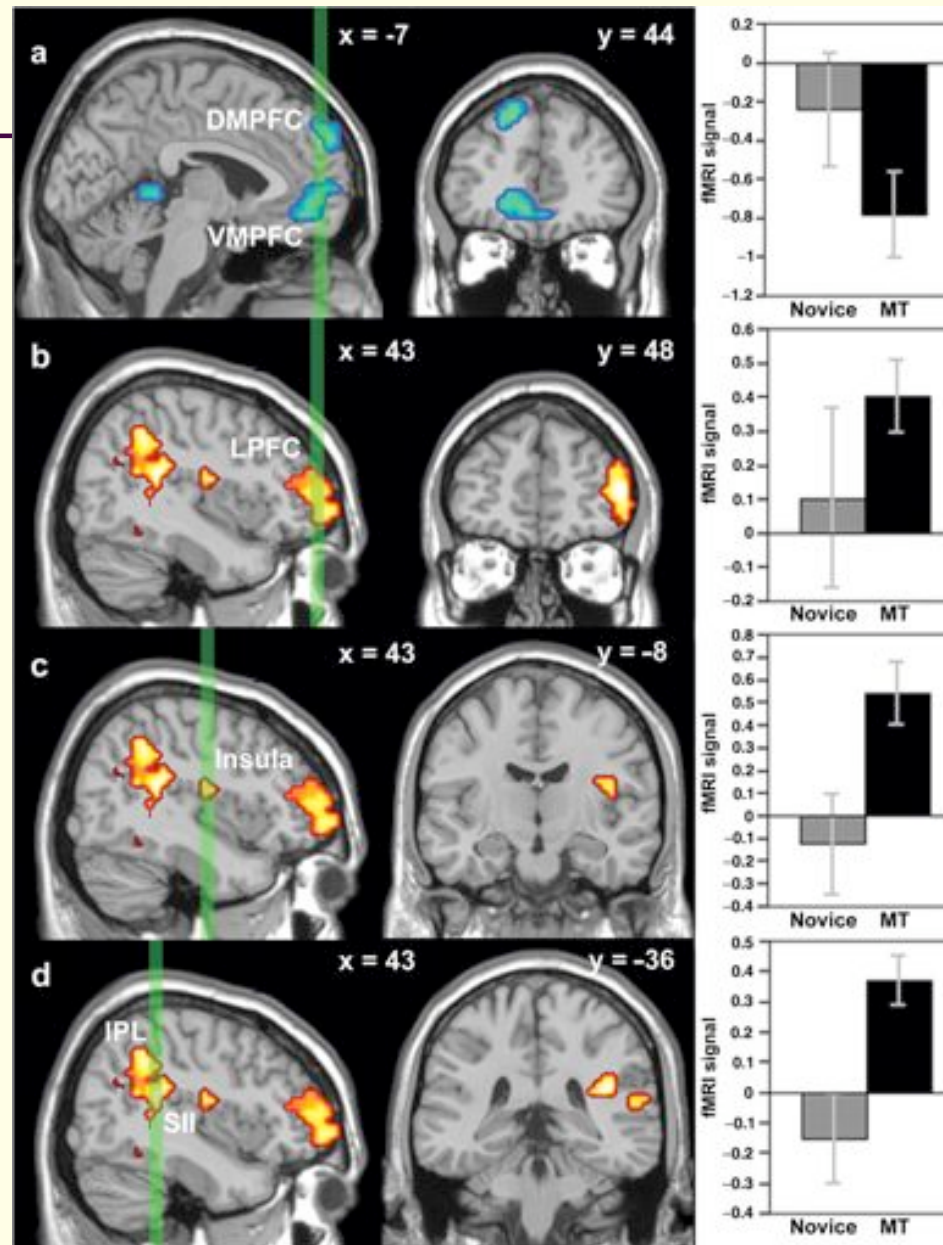 a
x = -7
y = 44
DMPFC
VMPFC
fMRI signal
0.2
0
–0.2
–0.4
–0.6
–0.8
–1
–1.2
Novice MT
b
x = 43
y = 48
LPFC
fMRI signal
0.6
0.5
0.4
0.3
0.2
0.1
0
–0.1
–0.2
Novice MT
c
x = 43
y = -8
Insula
fMRI signal
0.8
0.7
0.6
0.5
0.4
0.3
0.2
0.1
0
–0.1
–0.2
–0.3
–0.4
Novice MT
d
x = 43
y = -36
IPL
SII
fMRI signal
0.5
0.4
0.3
0.2
0.1
0
–0.1
–0.2
–0.3
–0.4
Novice MT